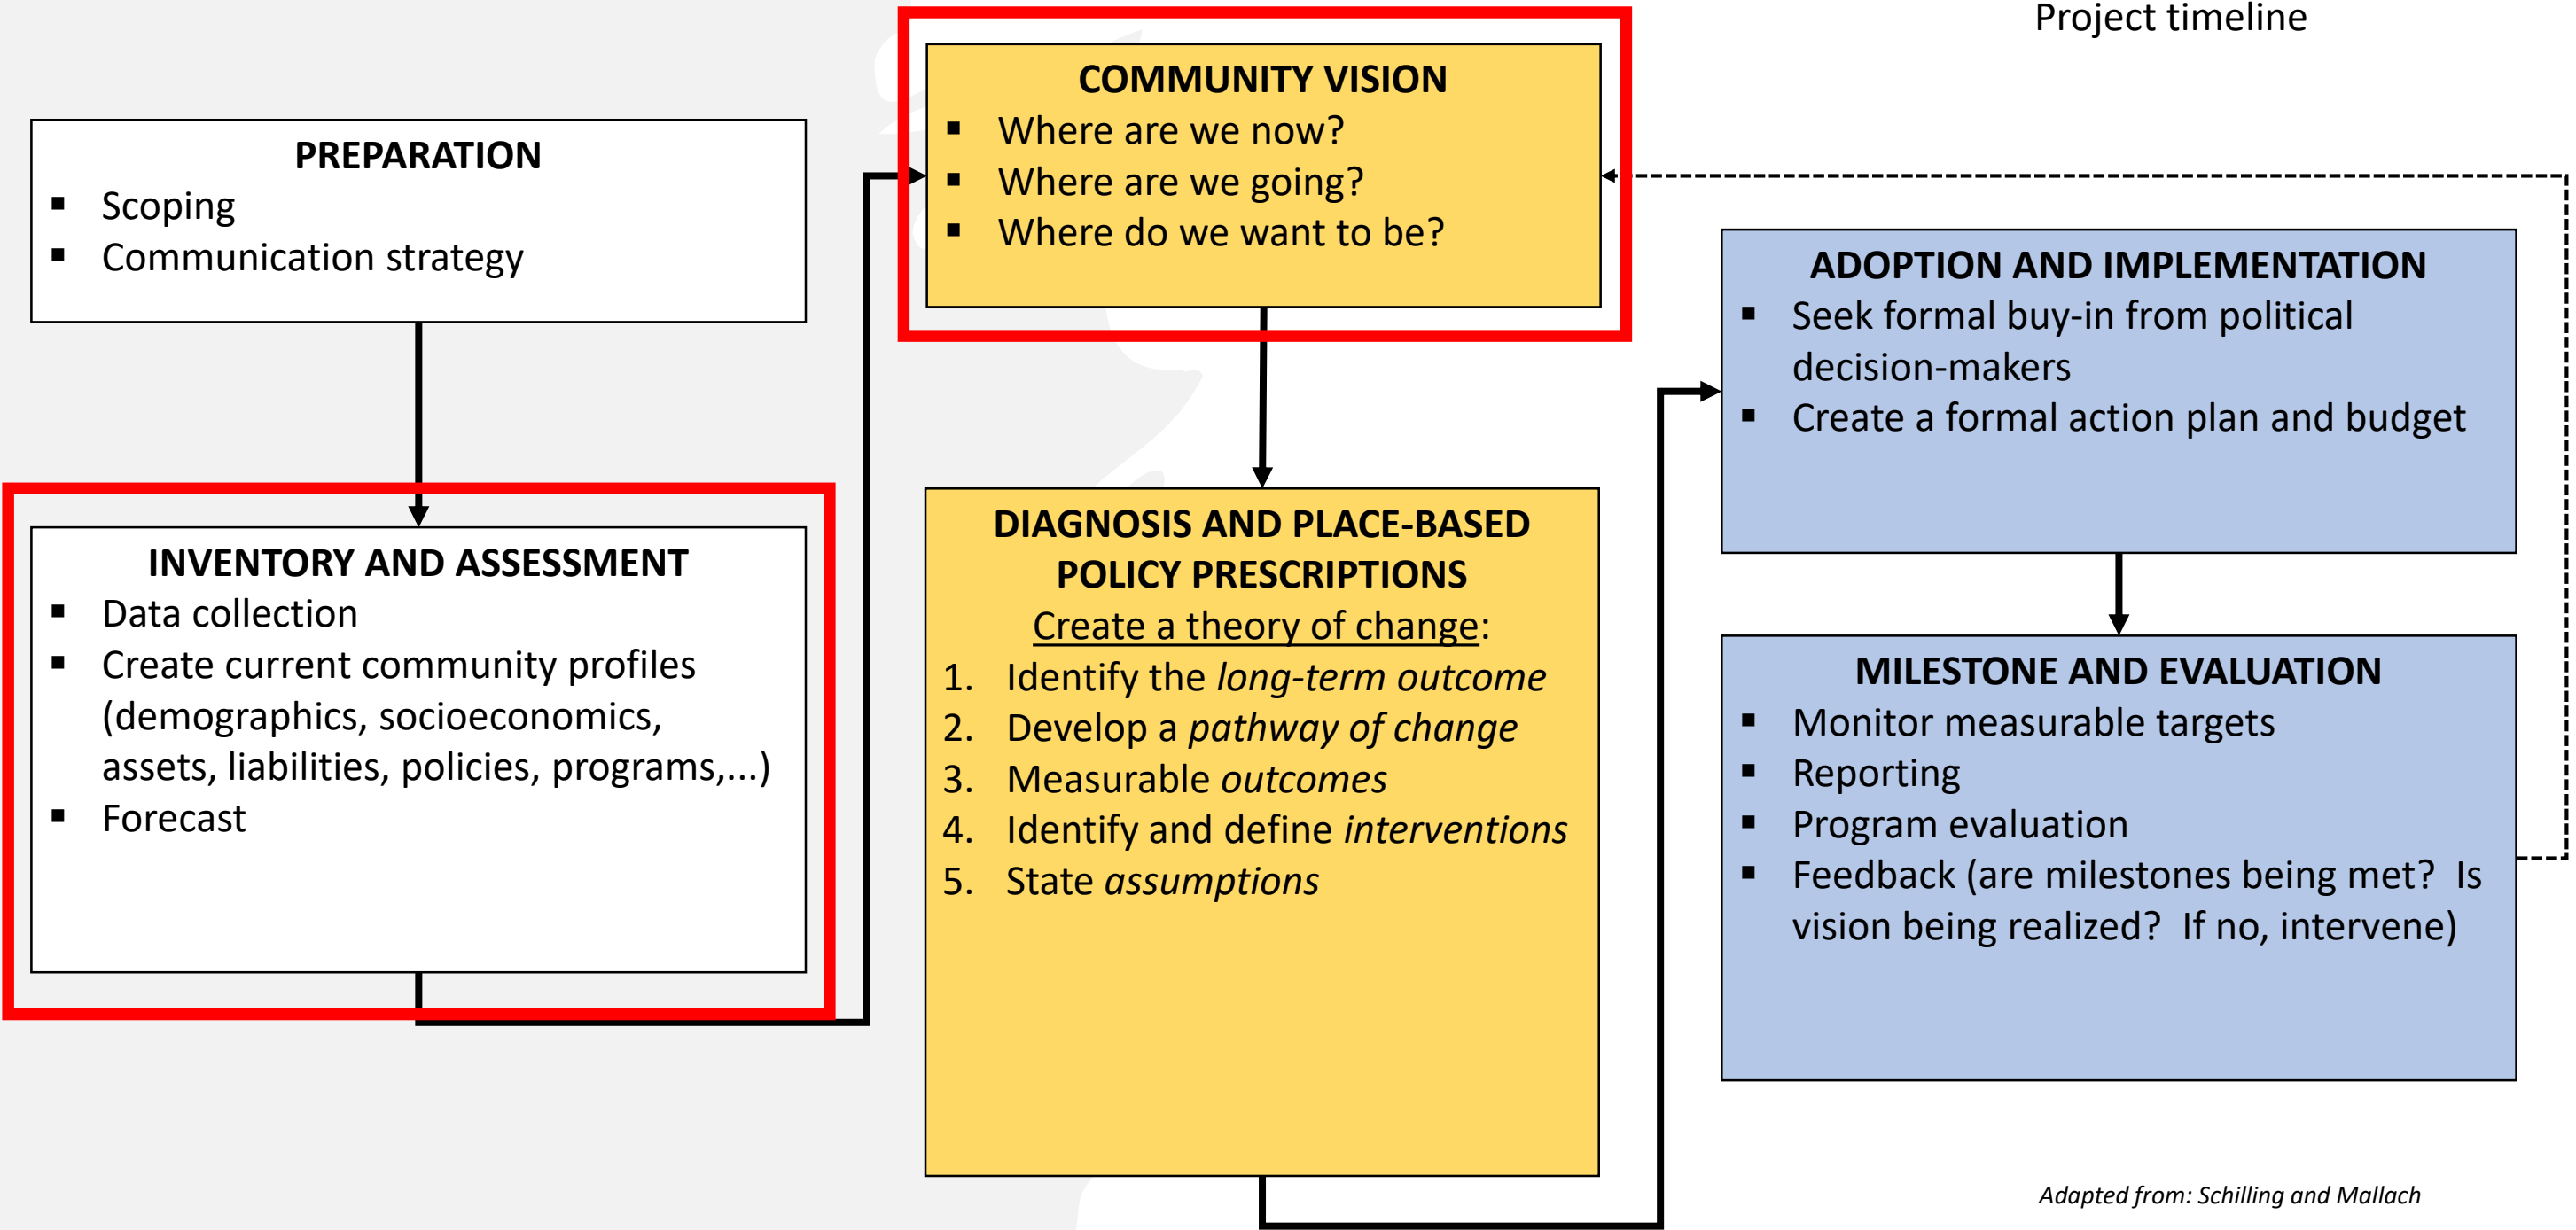 Project timeline
PREPARATION
▪ Scoping
▪ Communication strategy
INVENTORY AND ASSESSMENT
▪ Data collection
▪ Create current community profiles
(demographics, socioeconomics,
assets, liabilities, policies, programs,...)
▪ Forecast
COMMUNITY VISION
▪ Where are we now?
▪ Where are we going?
▪ Where do we want to be?
DIAGNOSIS AND PLACE-BASED
POLICY PRESCRIPTIONS
Create a theory of change:
1. Identify the long-term outcome
2. Develop a pathway of change
3. Measurable outcomes
4. Identify and define interventions
5. State assumptions
ADOPTION AND IMPLEMENTATION
▪ Seek formal buy-in from political
decision-makers
▪ Create a formal action plan and budget
MILESTONE AND EVALUATION
▪ Monitor measurable targets
▪ Reporting
▪ Program evaluation
▪ Feedback (are milestones being met? Is
vision being realized? If no, intervene)
Adapted from: Schilling and Mallach